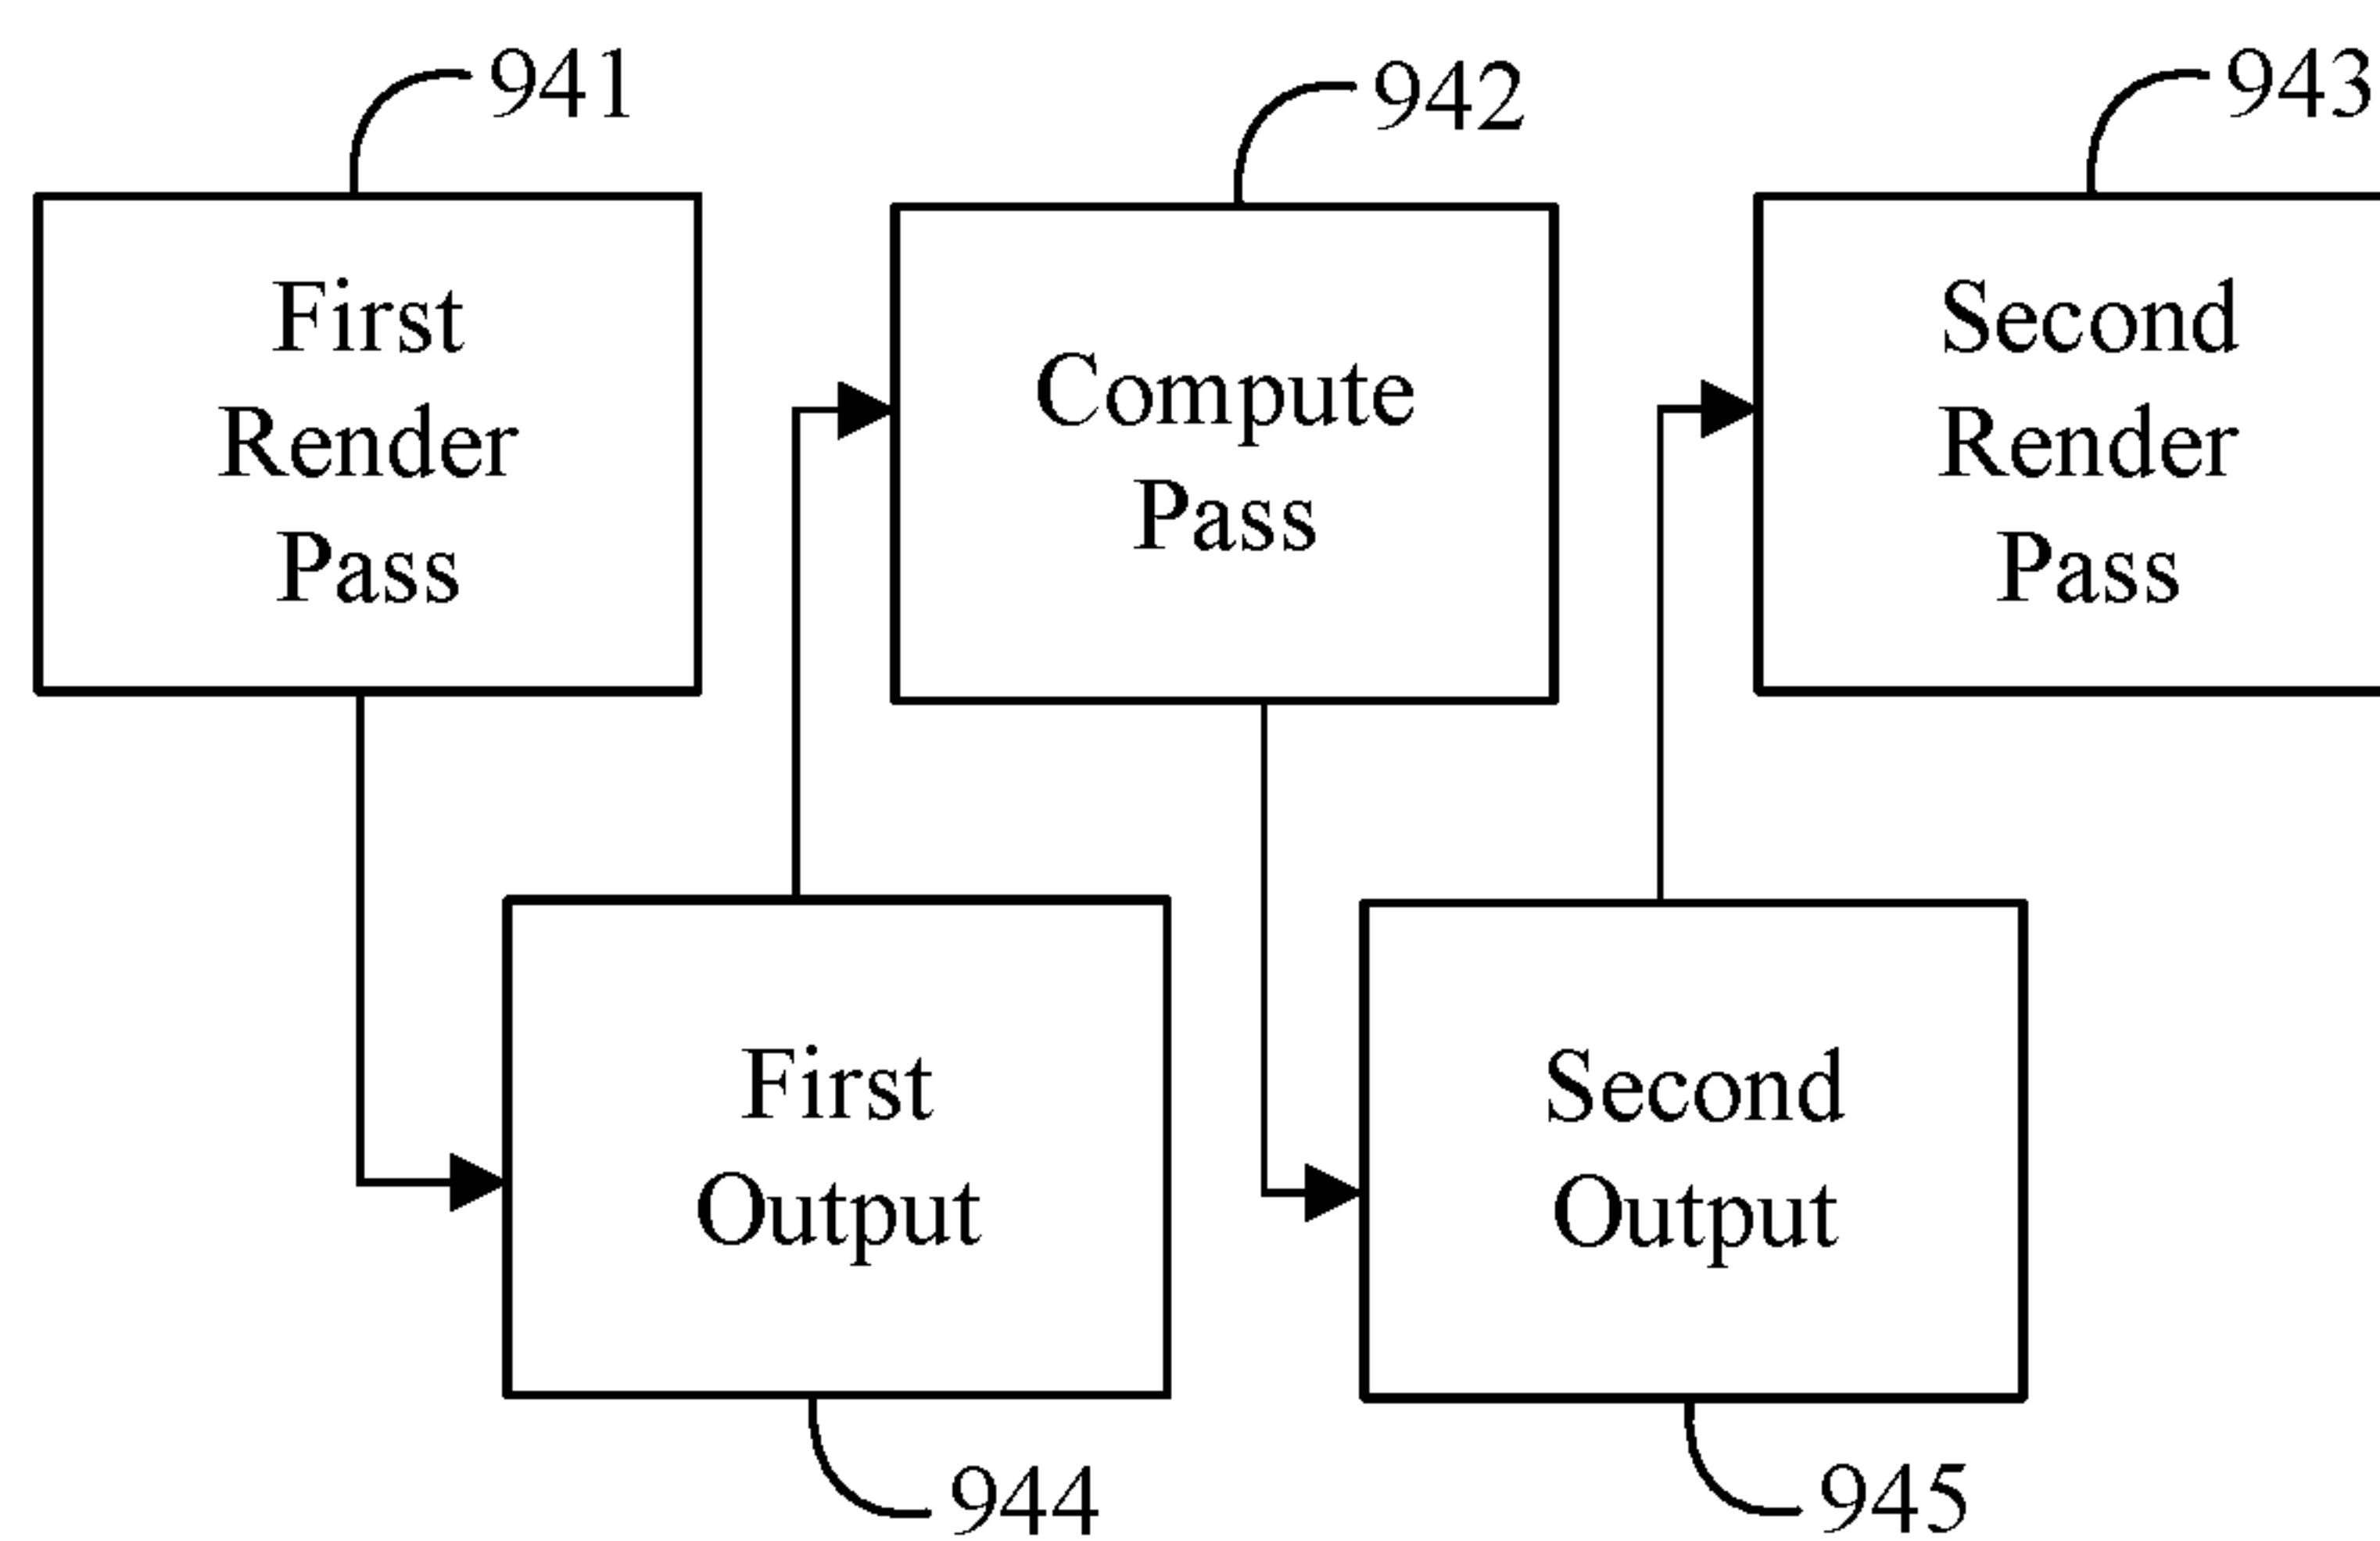 941
942
943
First
Render
Pass
Compute
Pass
Second
Render
Pass
First
Output
Second
Output
944
945